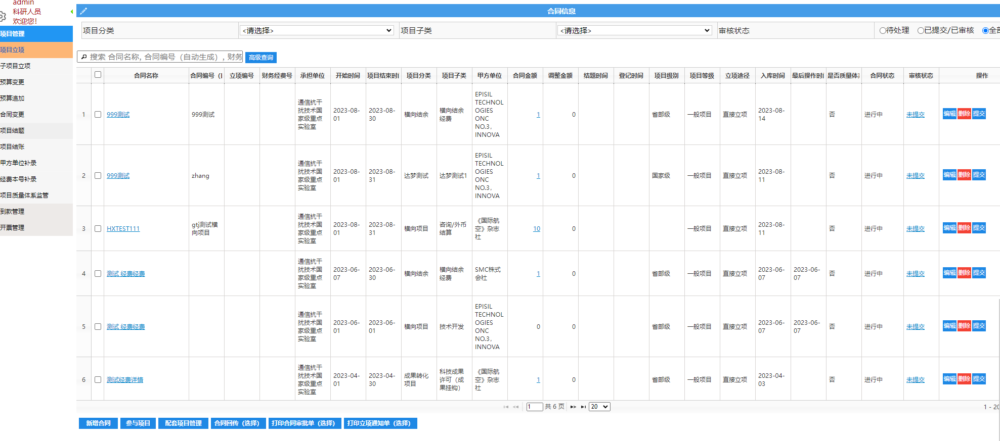 admin
科研人员
欢迎您!
项目管理
项目立项
子项目立项
预算变更
预算追加
合同变更
项目结题
项目结账
甲方单位补录
经费本号补录
项目质量体系监管
到款管理
开票管理
合同信息
项目分类 <请选择> 项目子类 <请选择> 审核状态 待处理 已提交/已审核 全部
搜索 合同名称, 合同编号（自动生成）, 财务 高级查询
合同名称 合同编号（ 立项编号 财务经费号 承担单位 开始时间 项目结束时间 项目分类 项目子类 甲方单位 合同金额 调整金额 结题时间 登记时间 项目级别 项目等级 立项途径 入库时间 最后操作时间 是否质量体系 合同状态 审核状态 操作
1 999测试 999测试 通信抗干扰技术国家级重点实验室 2023-08-01 2023-08-30 横向结余 横向结余经费 EPISIL TECHNOLOGIES ONC NO.3, INNOVA 1 0 省部级 一般项目 直接立项 2023-08-14 否 进行中 未提交 编辑 删除 提交
2 999测试 zhang 通信抗干扰技术国家级重点实验室 2023-08-01 2023-08-31 达梦测试 达梦测试1 EPISIL TECHNOLOGIES ONC NO.3, INNOVA 1 0 国家级 一般项目 直接立项 2023-08-11 否 进行中 未提交 编辑 删除 提交
3 HXTEST111 gtj测试横向项目 通信抗干扰技术国家级重点实验室 2023-08-01 2023-08-31 横向项目 咨询/外币结算 《国际航空》杂志社 10 0 一般项目 直接立项 2023-08-11 否 进行中 未提交 编辑 删除 提交
4 测试 经费经费 通信抗干扰技术国家级重点实验室 2023-06-07 2023-06-30 横向结余 横向结余经费 SMC株式会社 1 0 省部级 一般项目 直接立项 2023-06-07 2023-06-07 否 进行中 未提交 编辑 删除 提交
5 测试 经费经费 通信抗干扰技术国家级重点实验室 2023-06-01 2023-06-01 横向项目 技术开发 EPISIL TECHNOLOGIES ONC NO.3, INNOVA 0 0 省部级 一般项目 直接立项 2023-06-07 2023-06-07 否 进行中 未提交 编辑 删除 提交
6 测试经费详情 通信抗干扰技术国家级重点实验室 2023-04-01 2023-04-30 成果转化项目 科技成果许可（成果挂钩） 《国际航空》杂志社 1 0 省部级 一般项目 直接立项 2023-04-03 否 进行中 未提交 编辑 删除 提交
1 共 6 页 20 1 - 20
新增合同 参与项目 配套项目管理 合同回传（选择） 打印合同审批单（选择） 打印立项通知单（选择）